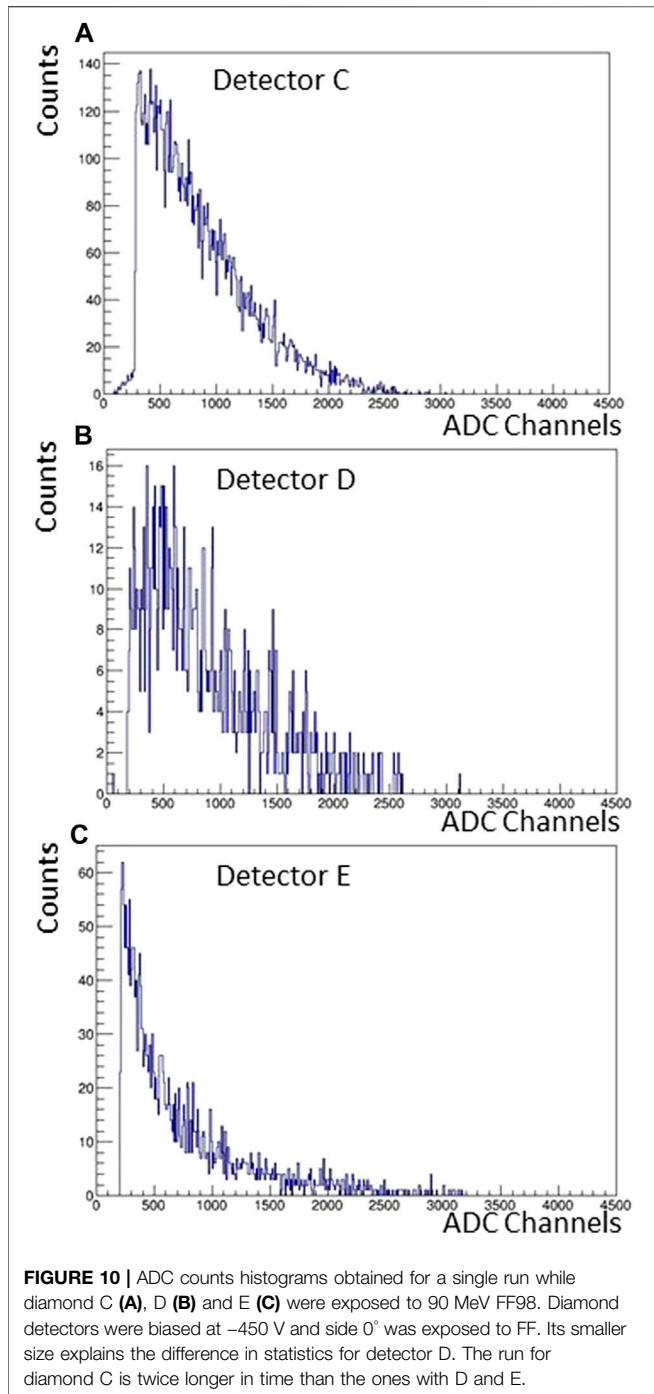 A
Detector C
Counts
140
120
100
80
60
40
20
0
0 500 1000 1500 2000 2500 3000 3500 4000 4500
ADC Channels
B
Detector D
Counts
16
14
12
10
8
6
4
2
0
0 500 1000 1500 2000 2500 3000 3500 4000 4500
ADC Channels
C
Detector E
Counts
60
50
40
30
20
10
0
0 500 1000 1500 2000 2500 3000 3500 4000 4500
ADC Channels
FIGURE 10 | ADC counts histograms obtained for a single run while
diamond C (A), D (B) and E (C) were exposed to 90 MeV FF98. Diamond
detectors were biased at −450 V and side 0° was exposed to FF. Its smaller
size explains the difference in statistics for detector D. The run for
diamond C is twice longer in time than the ones with D and E.